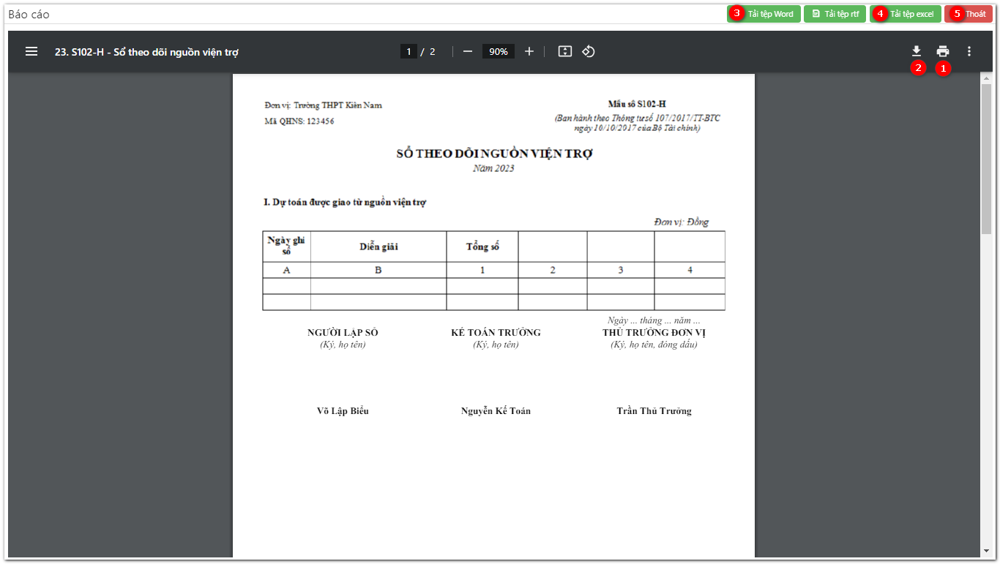 Báo cáo
3 Tải tệp Word
Tải tệp rtf
4 Tải tệp excel
5 Thoát
23. S102-H - Sổ theo dõi nguồn viện trợ
1 / 2
90%
2
1
Đơn vị: Trường THPT Kiên Nam
Mẫu số S102-H
Mã QHNS: 123456
(Ban hành theo Thông tư số 107/2017/TT-BTC
ngày 10/10/2017 của Bộ Tài chính)
SỔ THEO DÕI NGUỒN VIỆN TRỢ
Năm 2023
I. Dự toán được giao từ nguồn viện trợ
Đơn vị: Đồng
Ngày ghi sổ Diễn giải Tổng số
A B 1 2 3 4
Ngày ... tháng ... năm ...
NGƯỜI LẬP SỔ KẾ TOÁN TRƯỞNG THỦ TRƯỞNG ĐƠN VỊ
(Ký, họ tên) (Ký, họ tên) (Ký, họ tên, đóng dấu)
Võ Lập Biểu Nguyễn Kế Toán Trần Thủ Trưởng